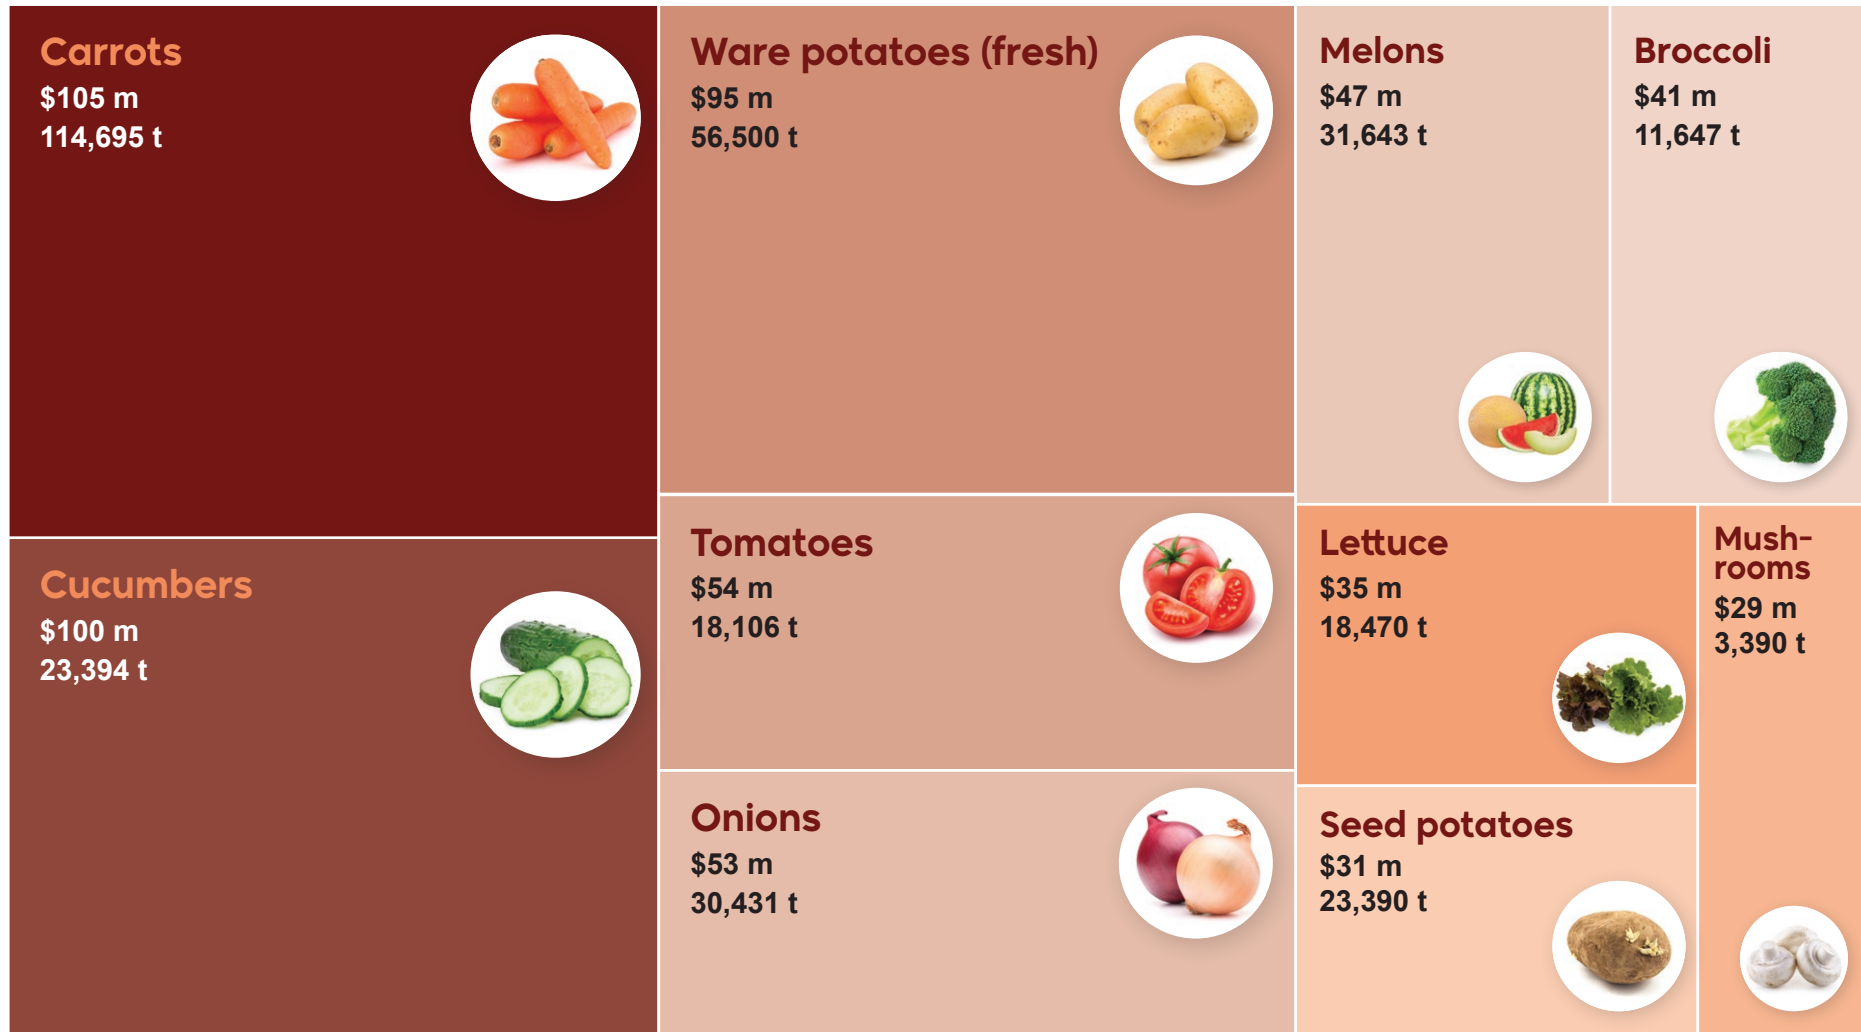 Carrots
$105 m
114,695 t
Cucumbers
$100 m
23,394 t
Ware potatoes (fresh)
$95 m
56,500 t
Tomatoes
$54 m
18,106 t
Onions
$53 m
30,431 t
Melons
$47 m
31,643 t
Broccoli
$41 m
11,647 t
Lettuce
$35 m
18,470 t
Seed potatoes
$31 m
23,390 t
Mush-
rooms
$29 m
3,390 t